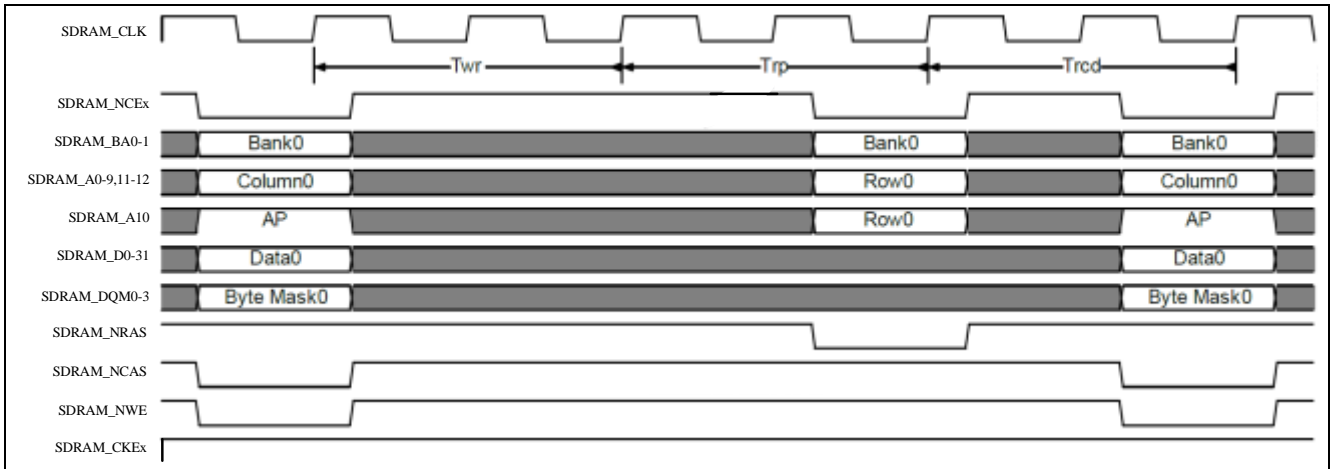 SDRAM_CLK
Twr Trp Trcd
SDRAM_NCEx
SDRAM_BA0-1 Bank0 Bank0 Bank0
SDRAM_A0-9,11-12 Column0 Row0 Column0
SDRAM_A10 AP Row0 AP
SDRAM_D0-31 Data0 Data0
SDRAM_DQM0-3 Byte Mask0 Byte Mask0
SDRAM_NRAS
SDRAM_NCAS
SDRAM_NWE
SDRAM_CKEx